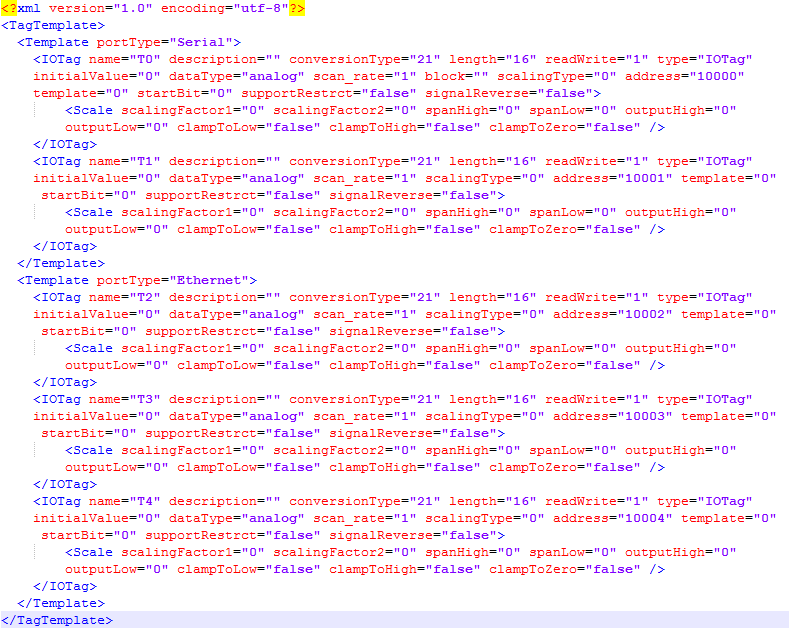 <?xml version="1.0" encoding="utf-8"?>
<TagTemplate>
<Template portType="Serial">
<IOTag name="T0" description="" conversionType="21" length="16" readWrite="1" type="IOTag"
initialValue="0" dataType="analog" scan_rate="1" block="" scalingType="0" address="10000"
template="0" startBit="0" supportRestrct="false" signalReverse="false">
<Scale scalingFactor1="0" scalingFactor2="0" spanHigh="0" spanLow="0" outputHigh="0"
outputLow="0" clampToLow="false" clampToHigh="false" clampToZero="false" />
</IOTag>
<IOTag name="T1" description="" conversionType="21" length="16" readWrite="1" type="IOTag"
initialValue="0" dataType="analog" scan_rate="1" scalingType="0" address="10001" template="0"
startBit="0" supportRestrct="false" signalReverse="false">
<Scale scalingFactor1="0" scalingFactor2="0" spanHigh="0" spanLow="0" outputHigh="0"
outputLow="0" clampToLow="false" clampToHigh="false" clampToZero="false" />
</IOTag>
</Template>
<Template portType="Ethernet">
<IOTag name="T2" description="" conversionType="21" length="16" readWrite="1" type="IOTag"
initialValue="0" dataType="analog" scan_rate="1" scalingType="0" address="10002" template="0"
startBit="0" supportRestrct="false" signalReverse="false">
<Scale scalingFactor1="0" scalingFactor2="0" spanHigh="0" spanLow="0" outputHigh="0"
outputLow="0" clampToLow="false" clampToHigh="false" clampToZero="false" />
</IOTag>
<IOTag name="T3" description="" conversionType="21" length="16" readWrite="1" type="IOTag"
initialValue="0" dataType="analog" scan_rate="1" scalingType="0" address="10003" template="0"
startBit="0" supportRestrct="false" signalReverse="false">
<Scale scalingFactor1="0" scalingFactor2="0" spanHigh="0" spanLow="0" outputHigh="0"
outputLow="0" clampToLow="false" clampToHigh="false" clampToZero="false" />
</IOTag>
<IOTag name="T4" description="" conversionType="21" length="16" readWrite="1" type="IOTag"
initialValue="0" dataType="analog" scan_rate="1" scalingType="0" address="10004" template="0"
startBit="0" supportRestrct="false" signalReverse="false">
<Scale scalingFactor1="0" scalingFactor2="0" spanHigh="0" spanLow="0" outputHigh="0"
outputLow="0" clampToLow="false" clampToHigh="false" clampToZero="false" />
</IOTag>
</Template>
</TagTemplate>